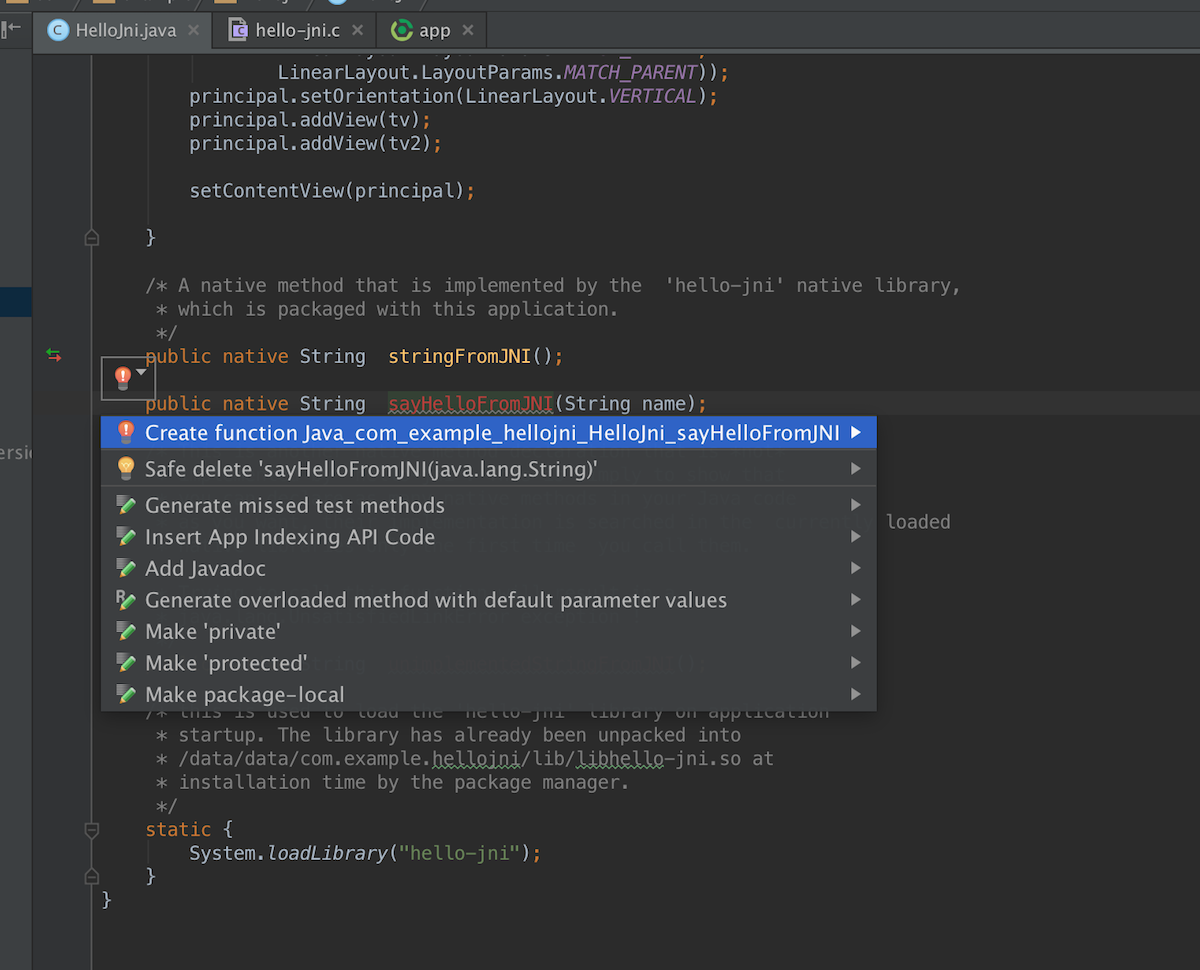 HelloJni.java
hello-jni.c
app
LinearLayout.LayoutParams.MATCH_PARENT));
principal.setOrientation(LinearLayout.VERTICAL);
principal.addView(tv);
principal.addView(tv2);
setContentView(principal);
}
/* A native method that is implemented by the  'hello-jni' native library,
* which is packaged with this application.
*/
public native String  stringFromJNI();
public native String  sayHelloFromJNI(String name);
Create function Java_com_example_hellojni_HelloJni_sayHelloFromJNI
Safe delete 'sayHelloFromJNI(java.lang.String)'
Generate missed test methods
loaded
Insert App Indexing API Code
Add Javadoc
Generate overloaded method with default parameter values
Make 'private'
Make 'protected'
Make package-local
/* this is used to load the 'hello-jni' library on application
* startup. The library has already been unpacked into
* /data/data/com.example.hellojni/lib/libhello-jni.so at
* installation time by the package manager.
*/
static {
System.loadLibrary("hello-jni");
}
}